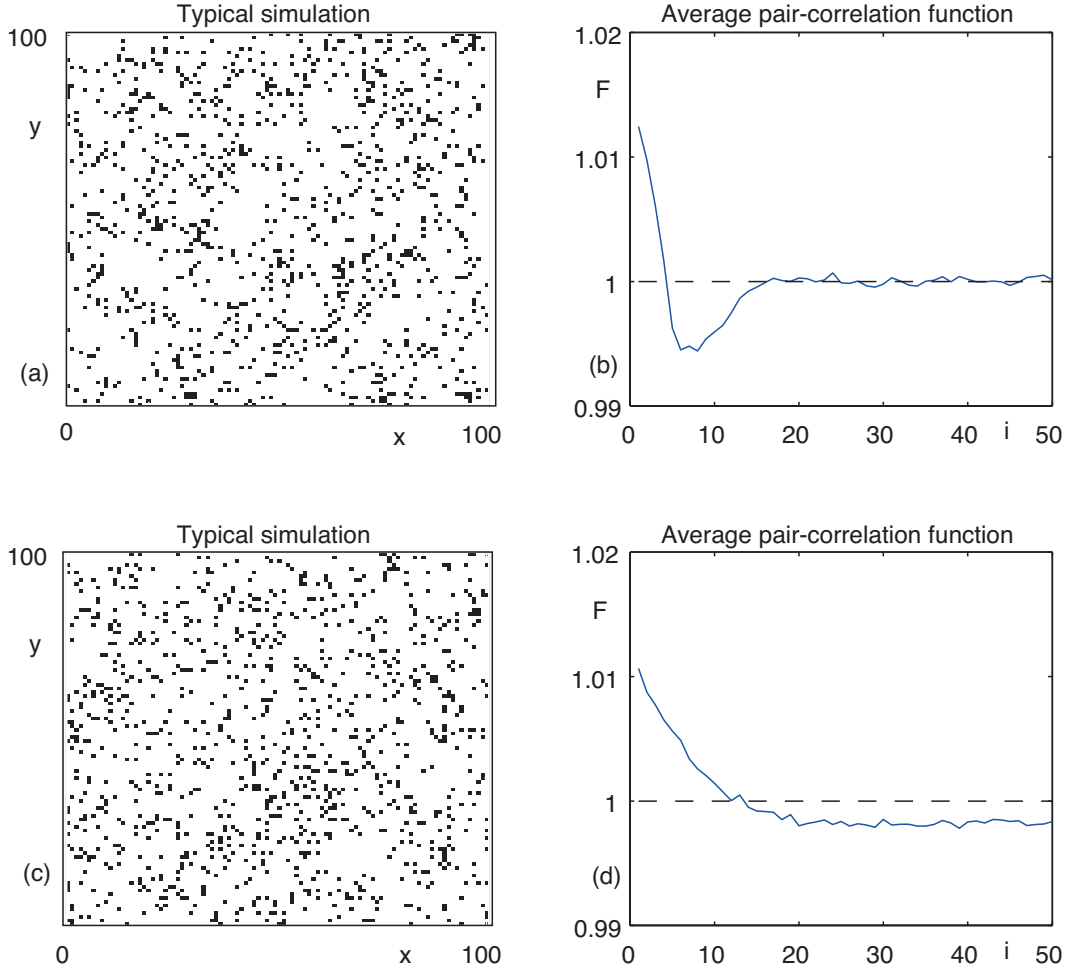 Typical simulation
100
y
(a)
0
x
100
Average pair-correlation function
1.02
F
1.01
1
(b)
0.99
0 10 20 30 40 i 50
Typical simulation
100
y
(c)
0
x
100
Average pair-correlation function
1.02
F
1.01
1
(d)
0.99
0 10 20 30 40 i 50